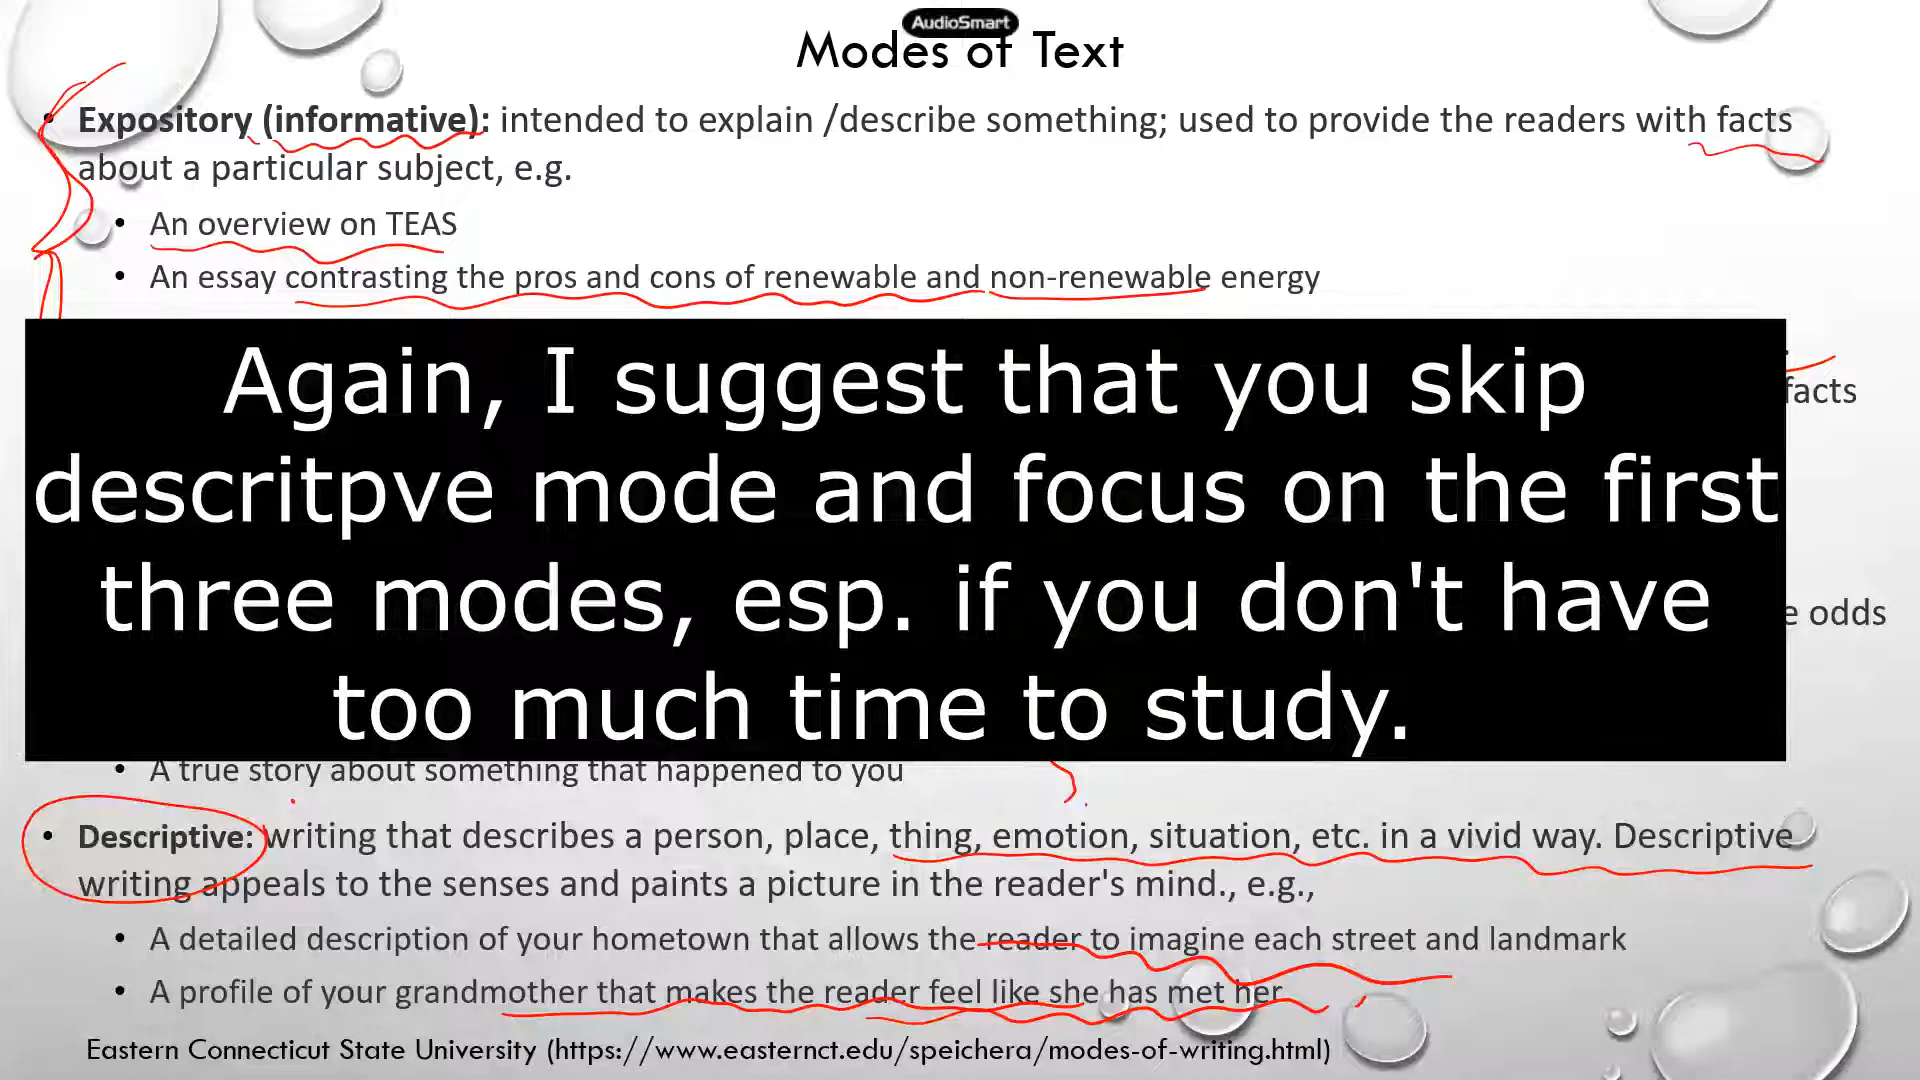 AudioSmart
Modes of Text
• Expository (informative): intended to explain /describe something; used to provide the readers with facts
about a particular subject, e.g.
• An overview on TEAS
• An essay contrasting the pros and cons of renewable and non-renewable energy
Again, I suggest that you skip
facts
descritpve mode and focus on the first
three modes, esp. if you don't have
odds
too much time to study.
• A true story about something that happened to you
• Descriptive: writing that describes a person, place, thing, emotion, situation, etc. in a vivid way. Descriptive
writing appeals to the senses and paints a picture in the reader's mind., e.g.,
• A detailed description of your hometown that allows the reader to imagine each street and landmark
• A profile of your grandmother that makes the reader feel like she has met her
Eastern Connecticut State University (https://www.easternct.edu/speichera/modes-of-writing.html)